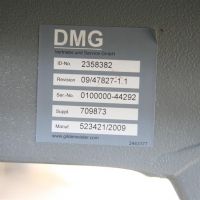 DMG
Vertriebs und Service GmbH
ID-No. 2358382
Revision 09/47827-1.1
Ser.-No. 0100000-44292
Suppl. 709873
Manuf. 523421/2009
www.gildemeister.com
2443377